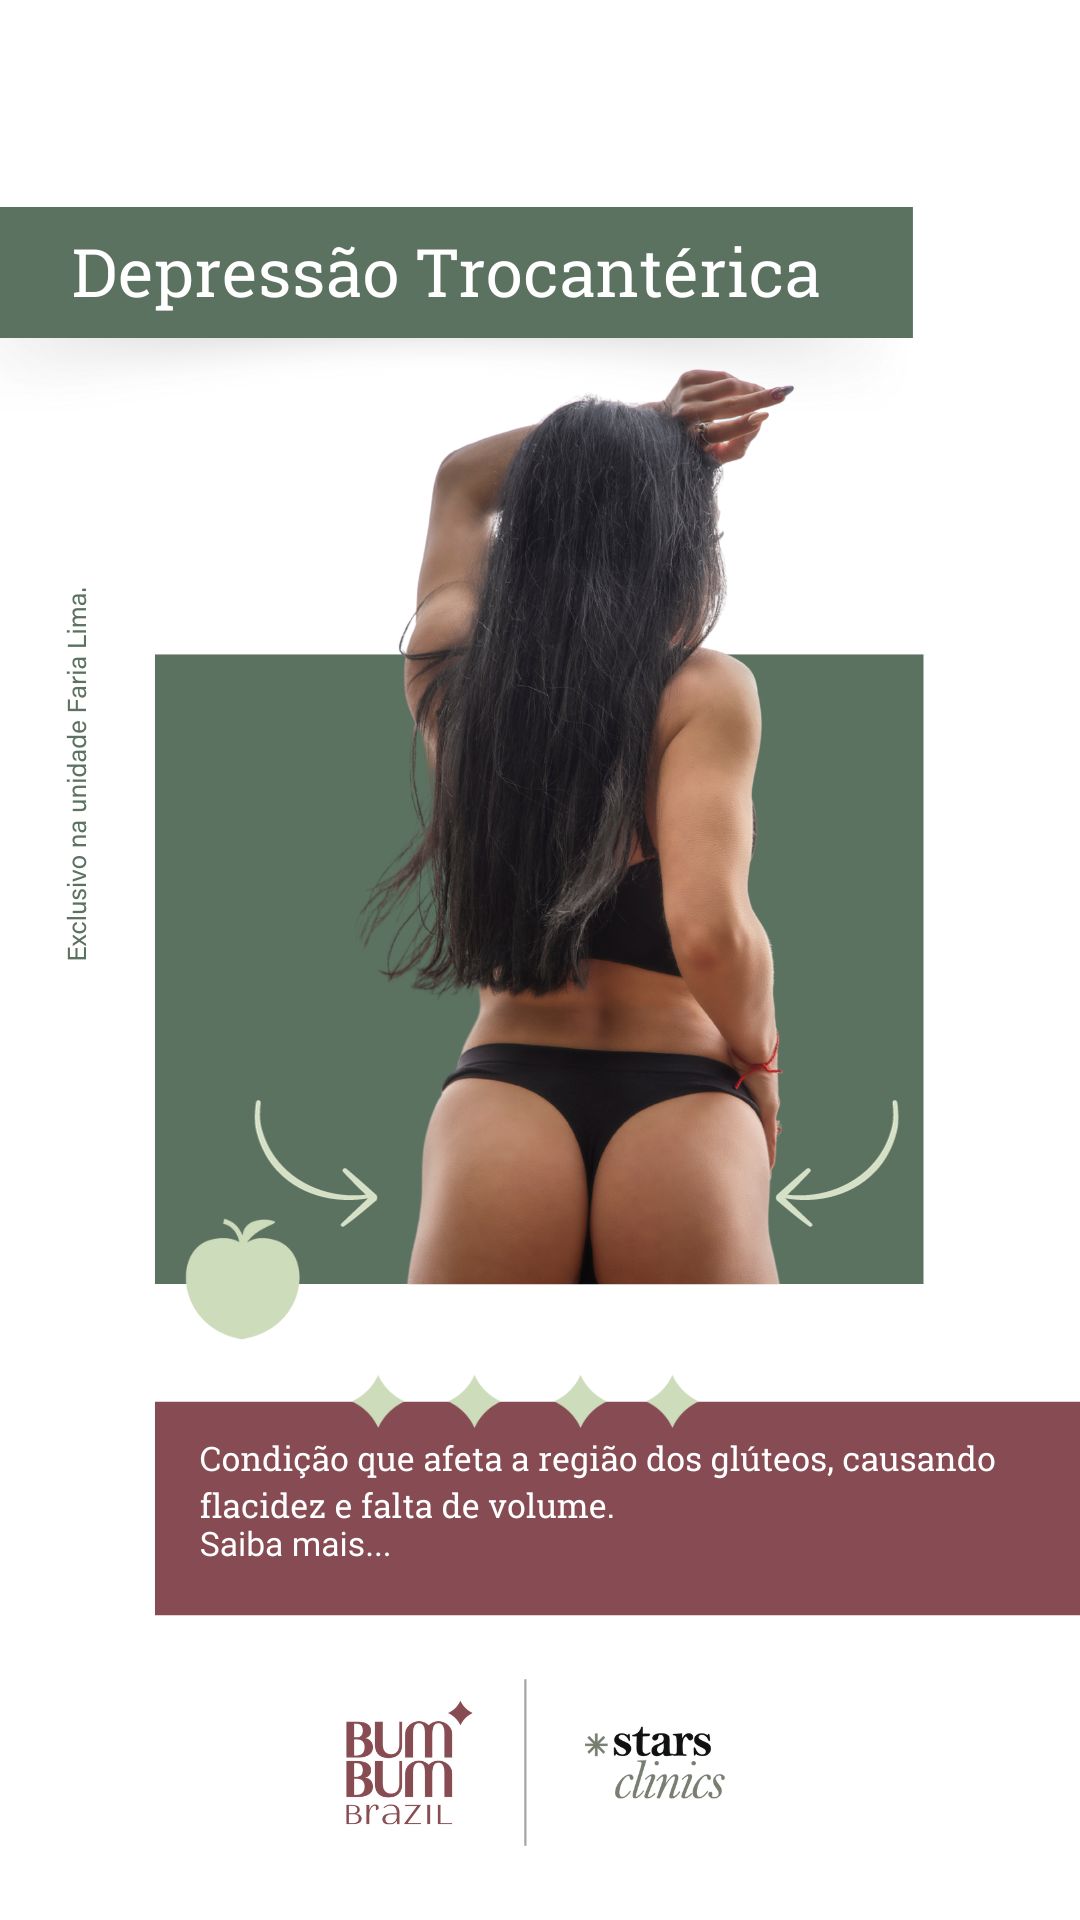 Depressão Trocantérica
Exclusivo na unidade Faria Lima.
Condição que afeta a região dos glúteos, causando
flacidez e falta de volume.
Saiba mais...
BUM
BUM
BRAZIL
stars
clinics